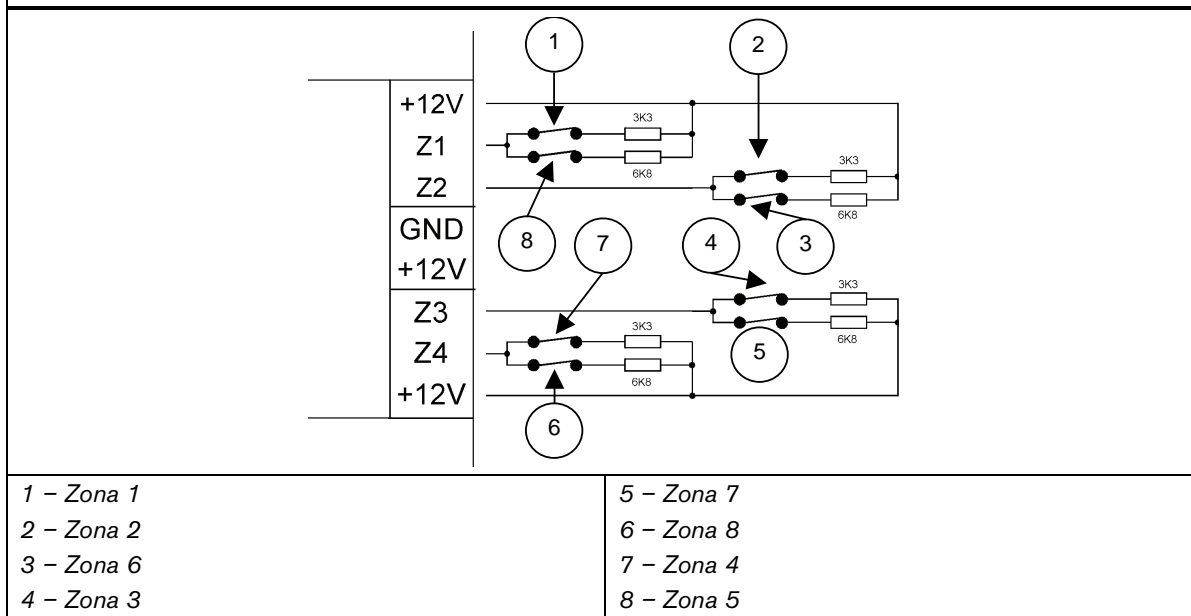 1
2
+12V
3K3
Z1
6K8
3K3
Z2
6K8
GND
8
7
4
3
+12V
3K3
Z3
6K8
3K3
Z4
5
6K8
+12V
6
1 – Zona 1
2 – Zona 2
3 – Zona 6
4 – Zona 3
5 – Zona 7
6 – Zona 8
7 – Zona 4
8 – Zona 5